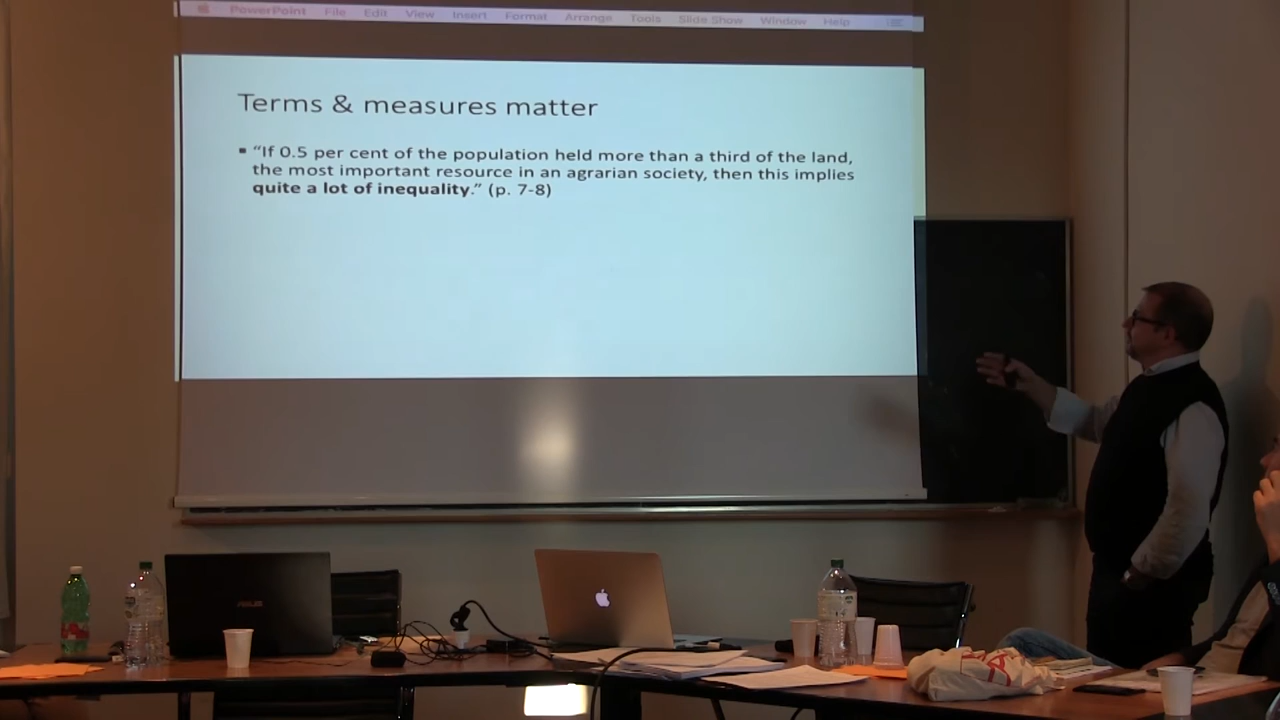 PowerPoint File Edit View Insert Format Arrange Tools Slide Show Window Help
Terms & measures matter
▪ “If 0.5 per cent of the population held more than a third of the land,
the most important resource in an agrarian society, then this implies
quite a lot of inequality.” (p. 7-8)
ASUS